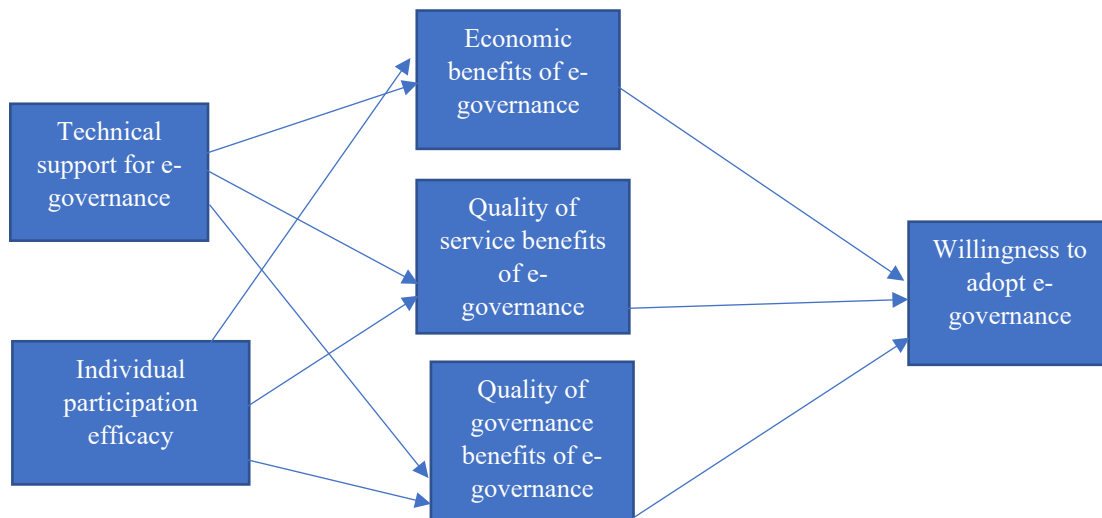 Technical
support for e-
governance
Individual
participation
efficacy
Economic
benefits of e-
governance
Quality of
service benefits
of e-
governance
Quality of
governance
benefits of e-
governance
Willingness to
adopt e-
governance